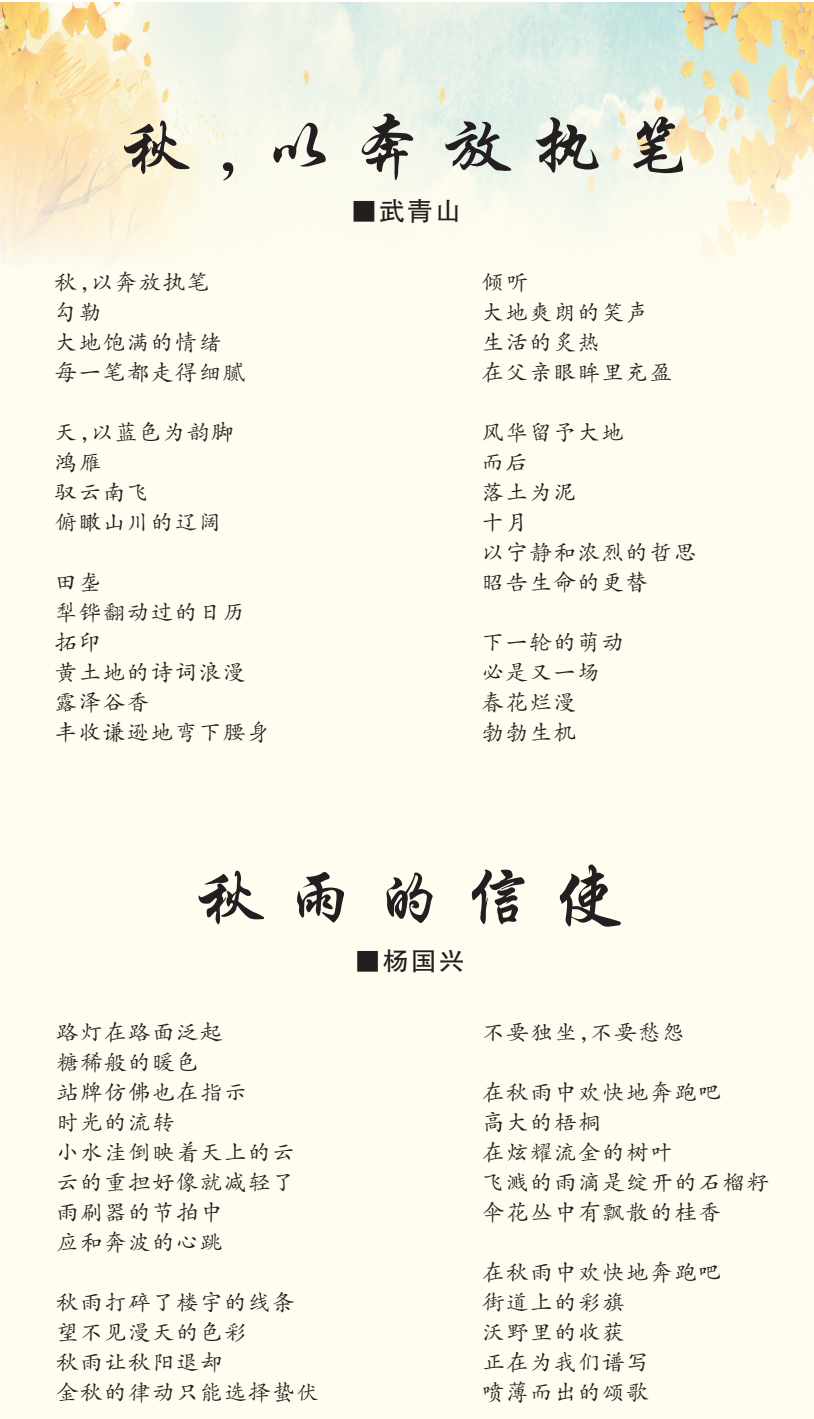 秋,以奔放执笔
■武青山
秋,以奔放执笔
勾勒
大地饱满的情绪
每一笔都走得细腻
天,以蓝色为韵脚
鸿雁
驭云南飞
俯瞰山川的辽阔
田垄
犁铧翻动过的日历
拓印
黄土地的诗词浪漫
露泽谷香
丰收谦逊地弯下腰身
倾听
大地爽朗的笑声
生活的炙热
在父亲眼眸里充盈
风华留予大地
而后
落土为泥
十月
以宁静和浓烈的哲思
昭告生命的更替
下一轮的萌动
必是又一场
春花烂漫
勃勃生机
秋雨的信使
■杨国兴
路灯在路面泛起
糖稀般的暖色
站牌仿佛也在指示
时光的流转
小水洼倒映着天上的云
云的重担好像就减轻了
雨刷器的节拍中
应和奔波的心跳
秋雨打碎了楼宇的线条
望不见漫天的色彩
秋雨让秋阳退却
金秋的律动只能选择蛰伏
不要独坐,不要愁怨
在秋雨中欢快地奔跑吧
高大的梧桐
在炫耀流金的树叶
飞溅的雨滴是绽开的石榴籽
伞花丛中有飘散的桂香
在秋雨中欢快地奔跑吧
街道上的彩旗
沃野里的收获
正在为我们谱写
喷薄而出的颂歌